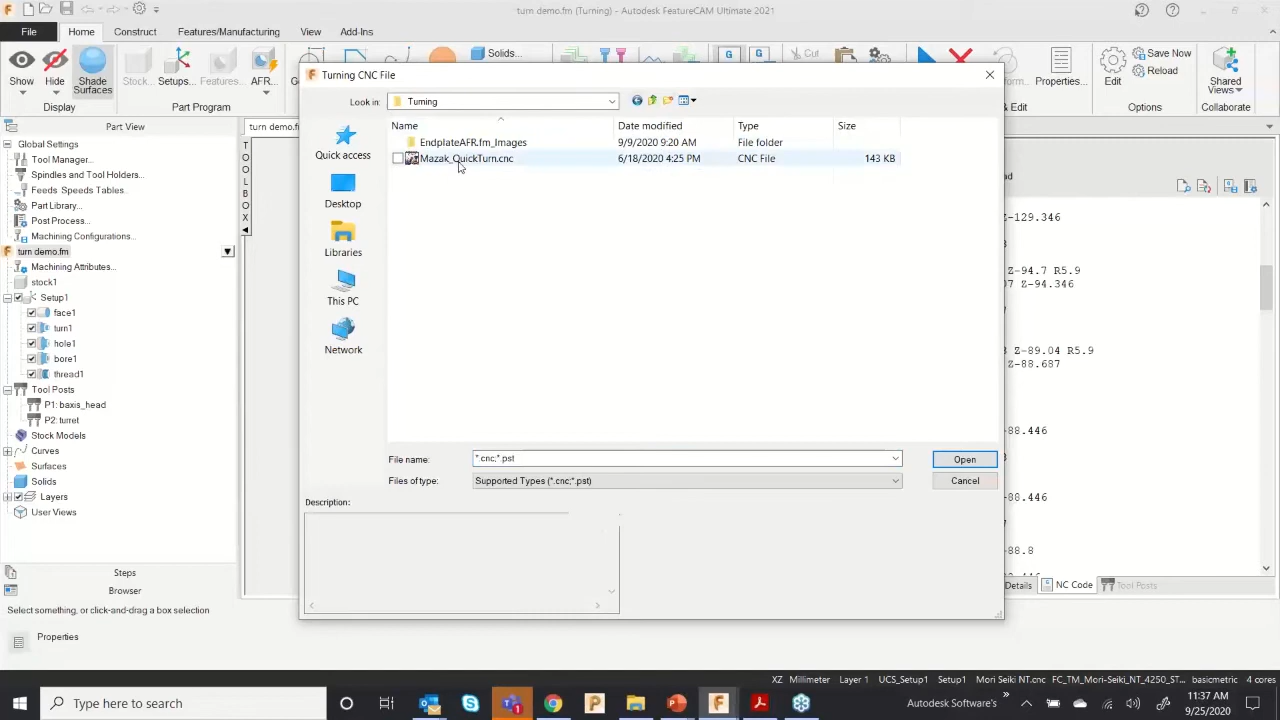 turn demo.fm (Turning) - Autodesk FeatureCAM Ultimate 2021
File
Home
Construct
Features/Manufacturing
View
Add-Ins
Solids...
Cut
Save Now
Reload
Show
Hide
Shade
Surfaces
Stock...
Setups...
Features...
AFR...
Properties...
Edit
Shared
Views
Display
Part Program
& Edit
Options
Collaborate
Part View
turn demo.f
TOOLBOX
Global Settings
Tool Manager...
Spindles and Tool Holders...
Feeds Speeds Tables...
Part Library...
Post Process...
Machining Configurations...
turn demo.fm
Machining Attributes...
stock1
Setup1
face1
turn1
hole1
bore1
thread1
Tool Posts
P1: baxis_head
P2: turret
Stock Models
Curves
Surfaces
Solids
Layers
User Views
Steps
Browser
Select something, or click-and-drag a box selection
Properties
Turning CNC File
Look in:
Turning
Name
Date modified
Type
Size
EndplateAFR.fm_Images
9/9/2020 9:20 AM
File folder
Mazak_QuickTurn.cnc
6/18/2020 4:25 PM
CNC File
143 KB
Quick access
Desktop
Libraries
This PC
Network
File name:
*.cnc;*.pst
Open
Files of type:
Supported Types (*.cnc;*.pst)
Cancel
Description:
Z-129.346
Z-94.7 R5.9
Z-94.346
Z-89.04 R5.9
Z-88.687
-88.446
-88.446
-88.8
Details
NC Code
Tool Posts
XZ Millimeter Layer 1 UCS_Setup1 Setup1 Mori Seiki NT.cnc FC_TM_Mori-Seiki_NT_4250_ST... basicmetric 4 cores
Type here to search
Autodesk Software's
11:37 AM
9/25/2020